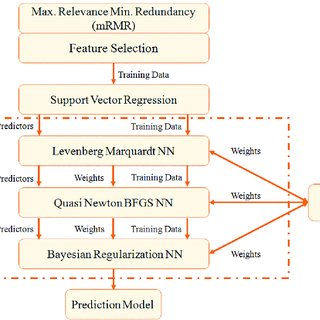 Max. Relevance Min. Redundancy
(mRMR)
Feature Selection
Training Data
Support Vector Regression
Predictors Training Data
Levenberg Marquardt NN
Weights
Predictors Weights Training Data
Quasi Newton BFGS NN
Weights
Predictors Weights Training Data
Bayesian Regularization NN
Weights
Prediction Model